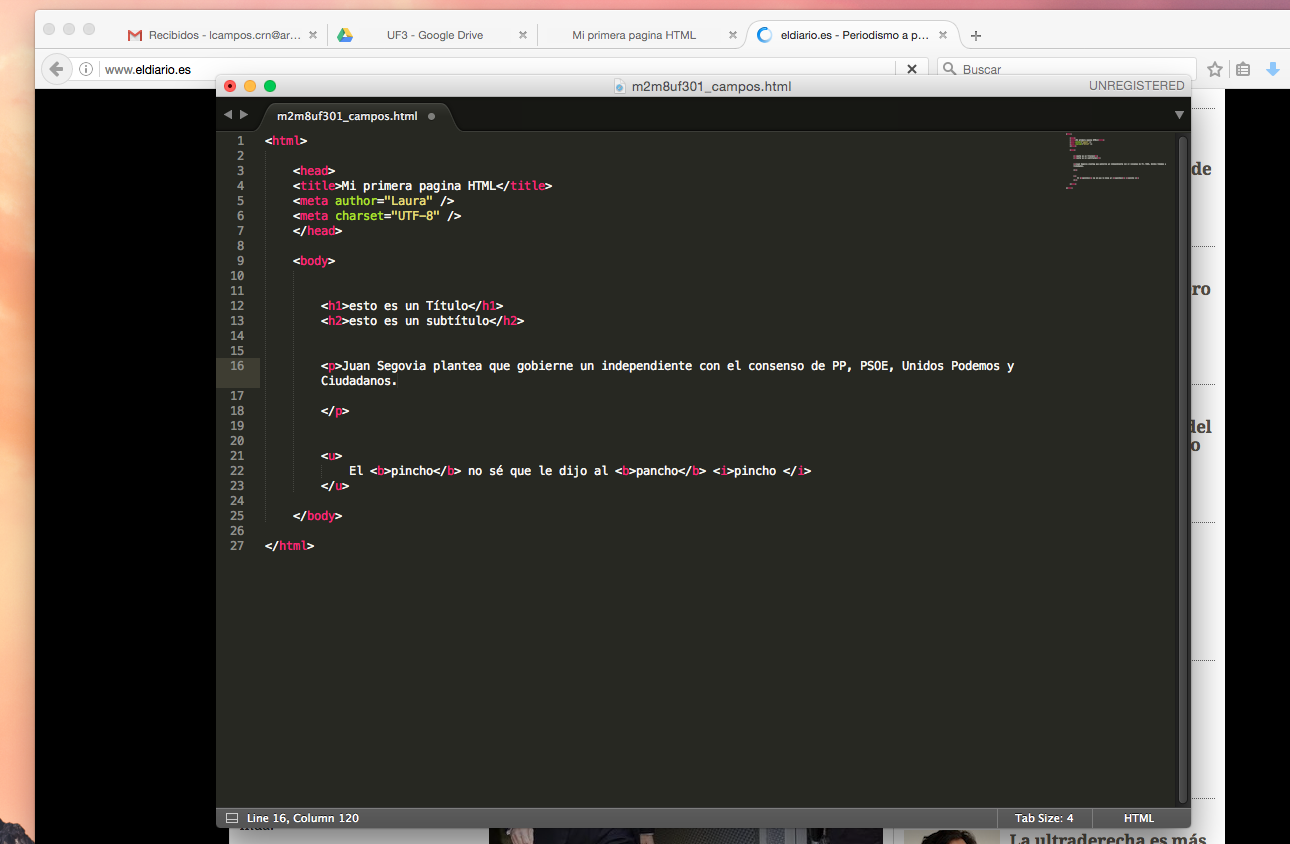 Recibidos - lcampos.crn@ar...
UF3 - Google Drive
Mi primera pagina HTML
eldiario.es - Periodismo a p...
www.eldiario.es
Buscar
m2m8uf301_campos.html
UNREGISTERED
m2m8uf301_campos.html
1 <html>
2
3 <head>
4 <title>Mi primera pagina HTML</title>
5 <meta author="Laura" />
6 <meta charset="UTF-8" />
7 </head>
8
9 <body>
10
11
12 <h1>esto es un Título</h1>
13 <h2>esto es un subtítulo</h2>
14
15
16 <p>Juan Segovia plantea que gobierne un independiente con el consenso de PP, PSOE, Unidos Podemos y
Ciudadanos.
17
18 </p>
19
20
21 <u>
22 El <b>pincho</b> no sé que le dijo al <b>pancho</b> <i>pincho </i>
23 </u>
24
25 </body>
26
27 </html>
de
ro
del
o
Line 16, Column 120
Tab Size: 4
HTML
La ultraderecha es más